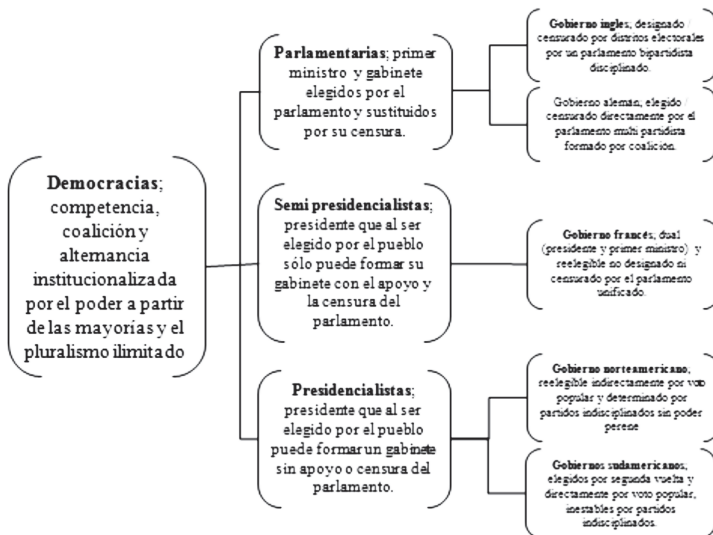 Democracias;
competencia,
coalición y
alternancia
institucionalizada
por el poder a partir
de las mayorías y el
pluralismo ilimitado
Parlamentarias; primer
ministro y gabinete
elegidos por el
parlamento y sustituidos
por su censura.
Gobierno ingles; designado /
censurado por distritos electorales
por un parlamento bipartidista
disciplinado.
Gobierno alemán, elegido /
censurado directamente por el
parlamento multi partidista
formado por coalición.
Semi presidencialistas;
presidente que al ser
elegido por el pueblo
sólo puede formar su
gabinete con el apoyo y
la censura del
parlamento.
Gobierno francés; dual
(presidente y primer ministro) y
reelegible no designado ni
censurado por el parlamento
unificado.
Presidencialistas;
presidente que al ser
elegido por el pueblo
puede formar un gabinete
sin apoyo o censura del
parlamento.
Gobierno norteamericano;
reelegible indirectamente por voto
popular y determinado por
partidos indisciplinados sin poder
perene
Gobiernos sudamericanos;
elegidos por segunda vuelta y
directamente por voto popular,
inestables por partidos
indisciplinados.